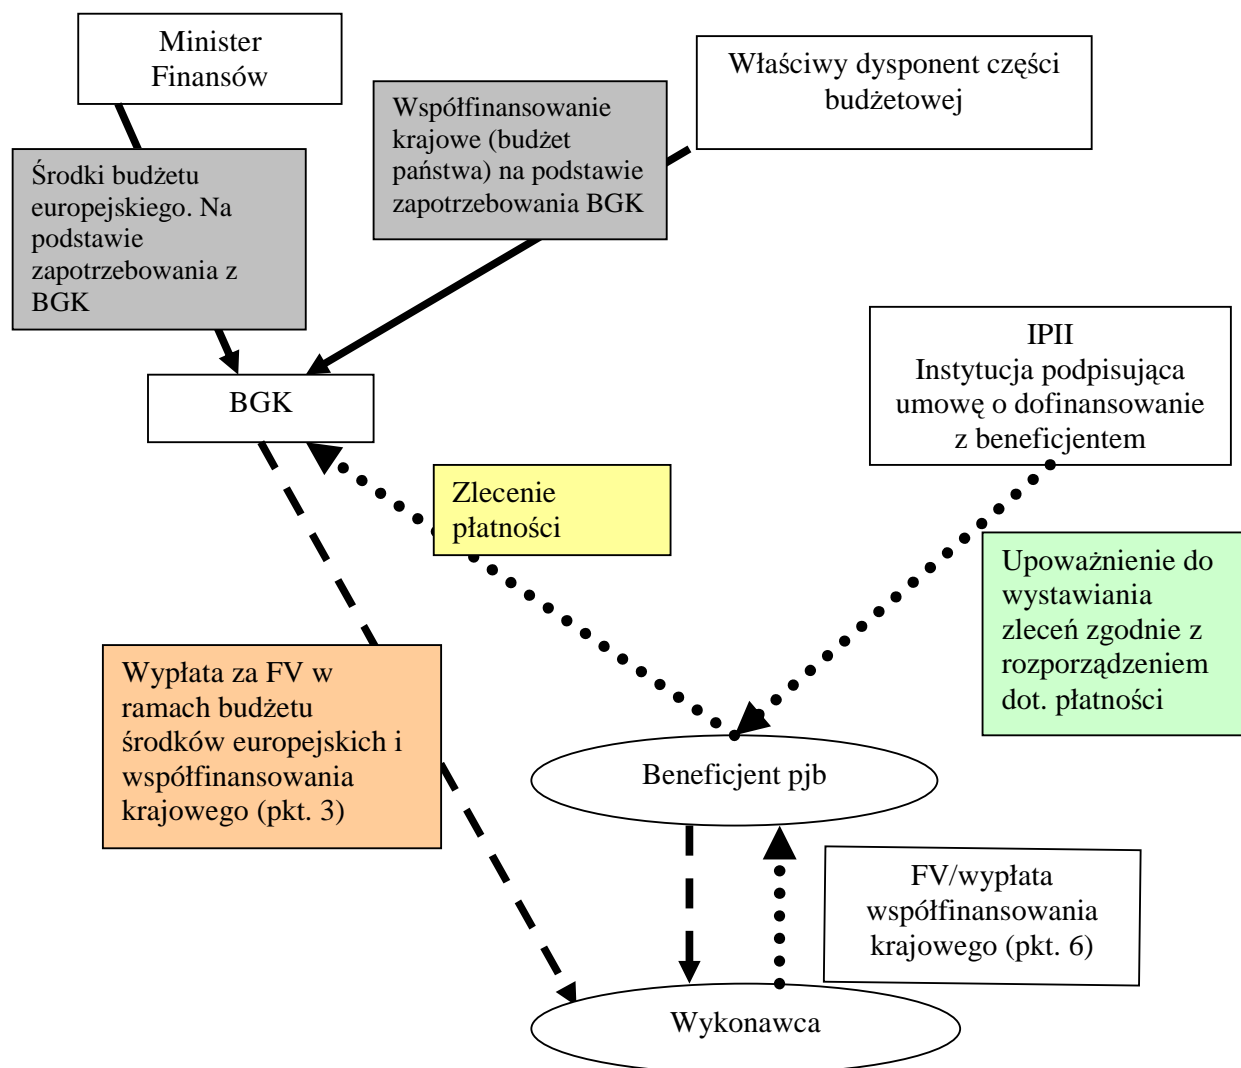 Minister
Finansów
Właściwy dysponent części
budżetowej
Współfinansowanie
krajowe (budżet
państwa) na podstawie
zapotrzebowania BGK
Środki budżetu
europejskiego. Na
podstawie
zapotrzebowania z
BGK
IPII
Instytucja podpisująca
umowę o dofinansowanie
z beneficjentem
BGK
Zlecenie
płatności
Upoważnienie do
wystawiania
zleceń zgodnie z
rozporządzeniem
dot. płatności
Wypłata za FV w
ramach budżetu
środków europejskich i
współfinansowania
krajowego (pkt. 3)
Beneficjent pjb
FV/wypłata
współfinansowania
krajowego (pkt. 6)
Wykonawca